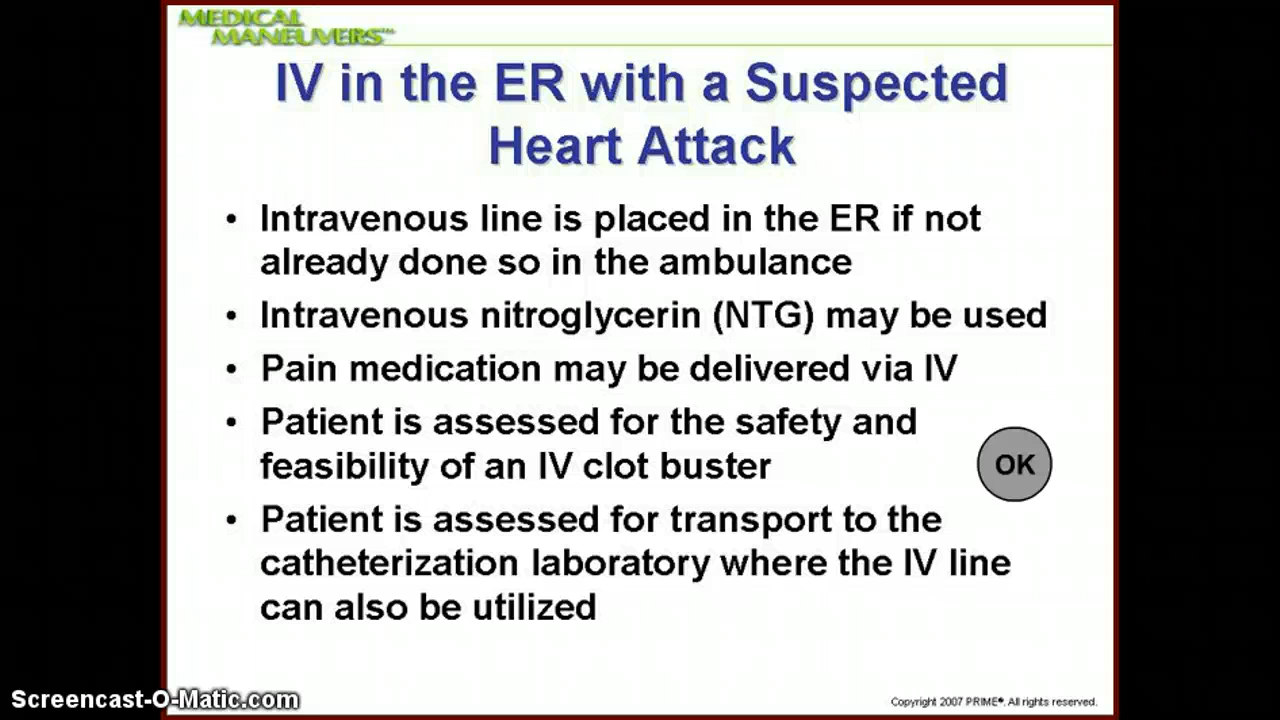 MEDICAL
MANEUVERS™
IV in the ER with a Suspected
Heart Attack
• Intravenous line is placed in the ER if not
already done so in the ambulance
• Intravenous nitroglycerin (NTG) may be used
• Pain medication may be delivered via IV
• Patient is assessed for the safety and
feasibility of an IV clot buster
OK
• Patient is assessed for transport to the
catheterization laboratory where the IV line
can also be utilized
Screencast-O-Matic.com
Copyright 2007 PRIME®. All rights reserved.